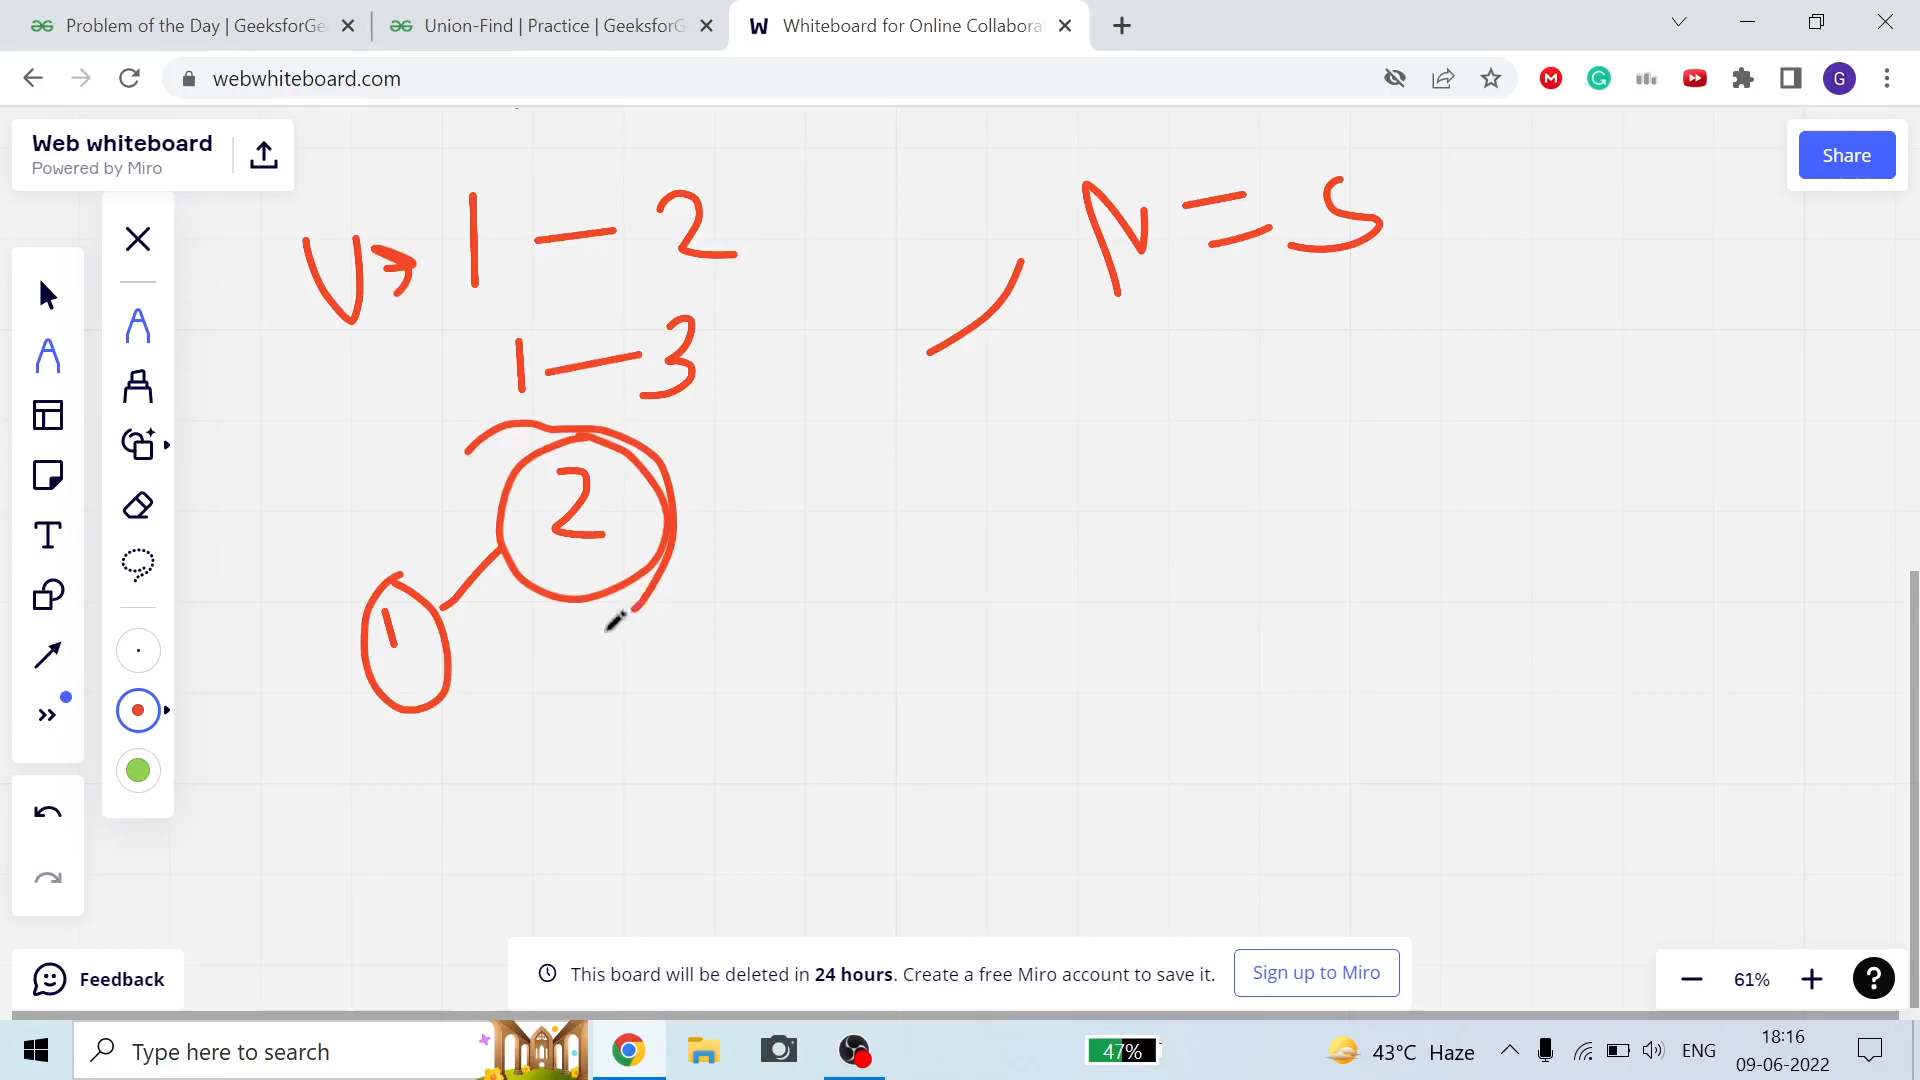 Problem of the Day | GeeksforGe
Union-Find | Practice | GeeksforG
W Whiteboard for Online Collabora
webwhiteboard.com
G
Web whiteboard
Powered by Miro
Share
U→ 1 — 2
N = 5
1 — 3
2
1
Feedback
This board will be deleted in 24 hours. Create a free Miro account to save it.
Sign up to Miro
61%
?
Type here to search
47%
43°C Haze
ENG
18:16
09-06-2022